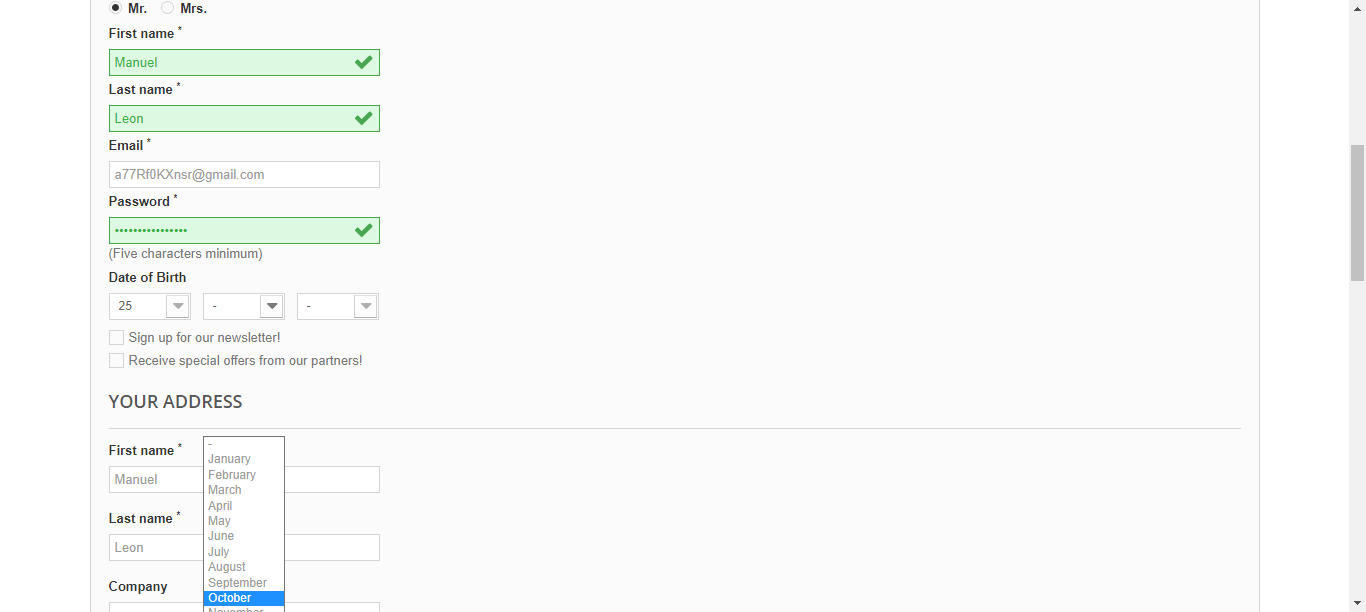 Mr. Mrs.
First name *
Manuel
Last name *
Leon
Email *
a77Rf0KXnsr@gmail.com
Password *
••••••••••••••••
(Five characters minimum)
Date of Birth
25 - -
Sign up for our newsletter!
Receive special offers from our partners!
YOUR ADDRESS
First name *
Manuel
Last name *
Leon
Company
-
January
February
March
April
May
June
July
August
September
October
November